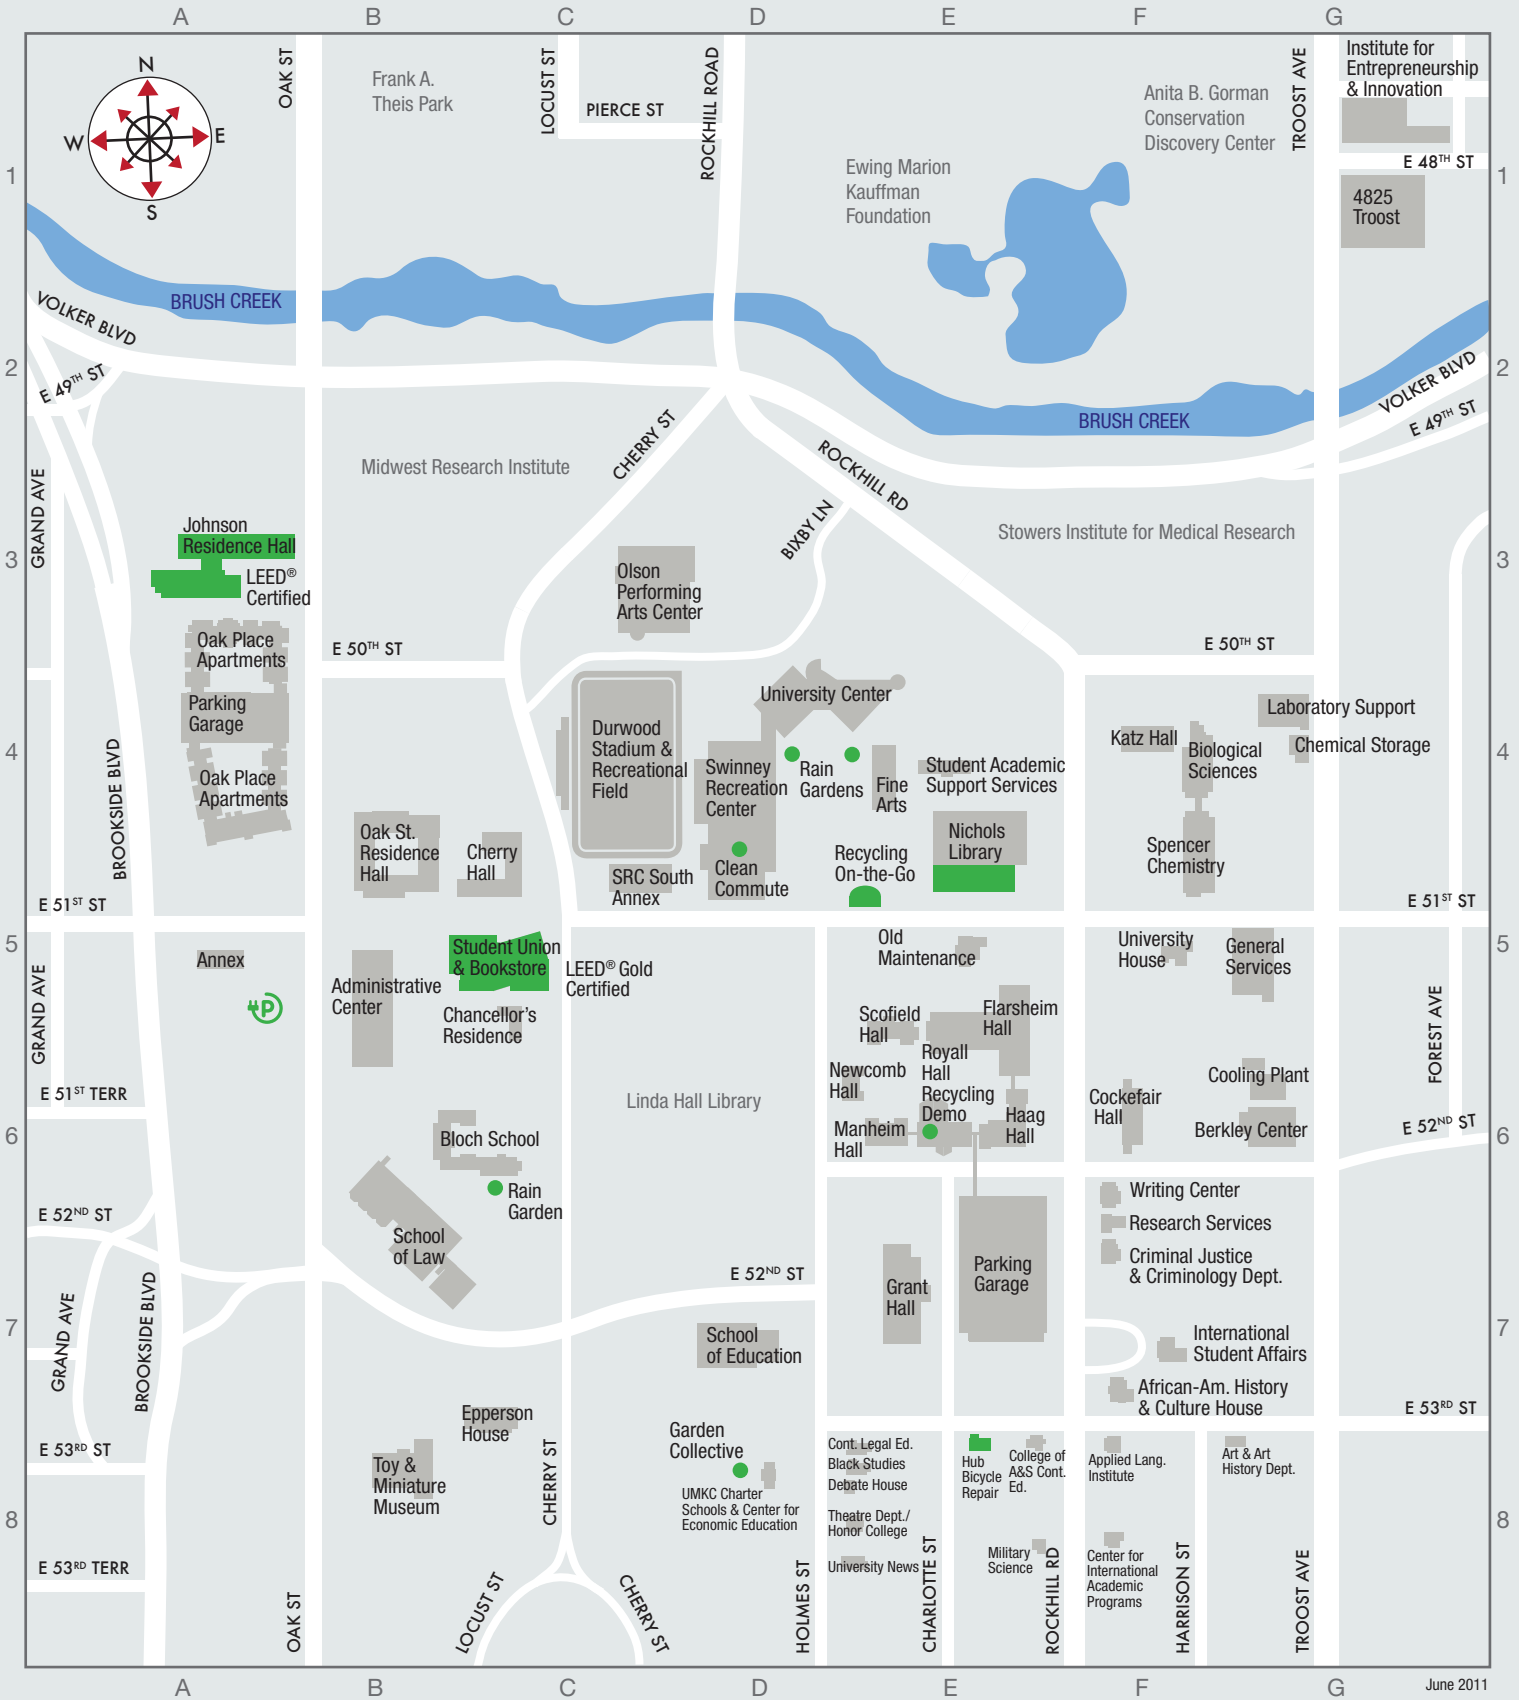 A B C D E F G
N
W E
S
OAK ST
Frank A.
Theis Park
LOCUST ST
PIERCE ST
ROCKHILL ROAD
Anita B. Gorman
Conservation
Discovery Center
TROOST AVE
Institute for
Entrepreneurship
& Innovation
E 48TH ST
1 1
Ewing Marion
Kauffman
Foundation
4825
Troost
BRUSH CREEK
VOLKER BLVD
2 2
E 49TH ST
VOLKER BLVD
E 49TH ST
BRUSH CREEK
CHERRY ST
ROCKHILL RD
Midwest Research Institute
GRAND AVE
BIXBY LN
Stowers Institute for Medical Research
3 3
Johnson
Residence Hall
LEED®
Certified
Olson
Performing
Arts Center
Oak Place
Apartments
E 50TH ST
E 50TH ST
Parking
Garage
University Center
Laboratory Support
4 4
BROOKSIDE BLVD
Durwood
Stadium &
Recreational
Field
Katz Hall
Biological
Sciences
Chemical Storage
Oak Place
Apartments
Swinney
Recreation
Center
Rain
Gardens
Fine
Arts
Student Academic
Support Services
Oak St.
Residence
Hall
Cherry
Hall
Nichols
Library
Recycling
On-the-Go
Spencer
Chemistry
SRC South
Annex
Clean
Commute
E 51ST ST
E 51ST ST
5 5
Annex
Student Union
& Bookstore
LEED® Gold
Certified
Old
Maintenance
University
House
General
Services
P
Administrative
Center
Chancellor's
Residence
Scofield
Hall
Flarsheim
Hall
GRAND AVE
FOREST AVE
Royall
Hall
Recycling
Demo
Newcomb
Hall
Cooling Plant
E 51ST TERR
Linda Hall Library
Cockefair
Hall
Haag
Hall
6 6
Bloch School
Manheim
Hall
Berkley Center
E 52ND ST
Rain
Garden
Writing Center
E 52ND ST
School
of Law
Research Services
Criminal Justice
& Criminology Dept.
E 52ND ST
Parking
Garage
Grant
Hall
7 7
GRAND AVE
BROOKSIDE BLVD
School
of Education
International
Student Affairs
African-Am. History
& Culture House
E 53RD ST
Epperson
House
Garden
Collective
E 53RD ST
Toy &
Miniature
Museum
CHERRY ST
UMKC Charter
Schools & Center for
Economic Education
Cont. Legal Ed.
Black Studies
Debate House
Theatre Dept./
Honor College
University News
Hub
Bicycle
Repair
College of
A&S Cont.
Ed.
Applied Lang.
Institute
Art & Art
History Dept.
8 8
Military
Science
Center for
International
Academic
Programs
E 53RD TERR
OAK ST
LOCUST ST
CHERRY ST
HOLMES ST
CHARLOTTE ST
ROCKHILL RD
HARRISON ST
TROOST AVE
June 2011
A B C D E F G